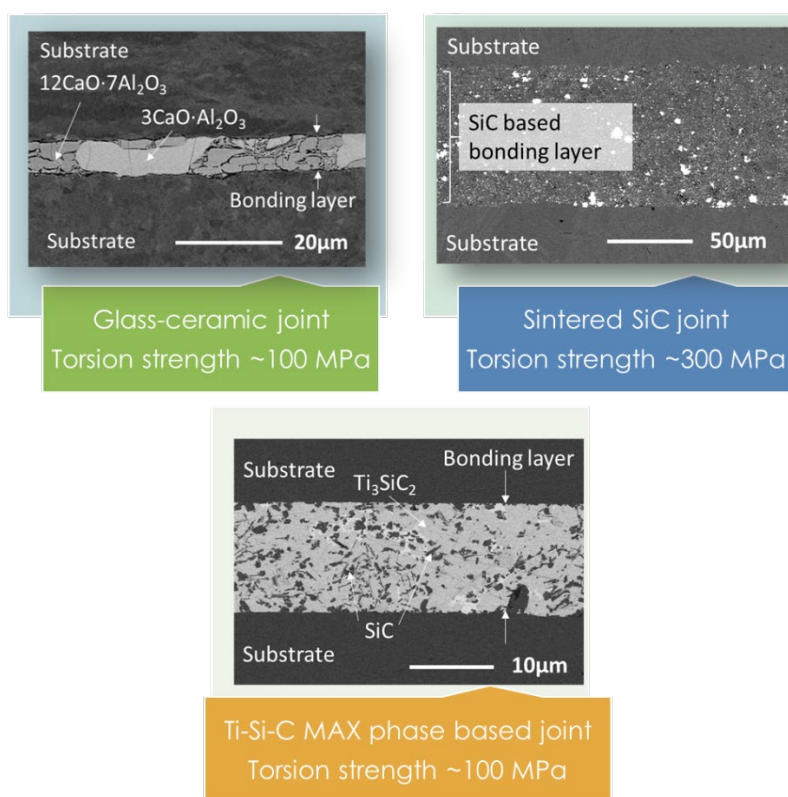 Substrate
12CaO·7Al₂O₃
3CaO·Al₂O₃
Bonding layer
Substrate
20μm
Glass-ceramic joint
Torsion strength ~100 MPa
Substrate
SiC based
bonding layer
Substrate
50μm
Sintered SiC joint
Torsion strength ~300 MPa
Substrate
Bonding layer
Ti₃SiC₂
SiC
Substrate
10μm
Ti-Si-C MAX phase based joint
Torsion strength ~100 MPa